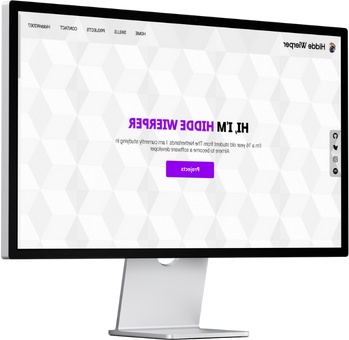 Hidde Wierper
HOME SKILLS PROJECTS CONTACT
HI, I'M HIDDE WIERPER
I'm a 16 year old student from The Netherlands. I am currently studying in
Almere to become a software developer.
Projects